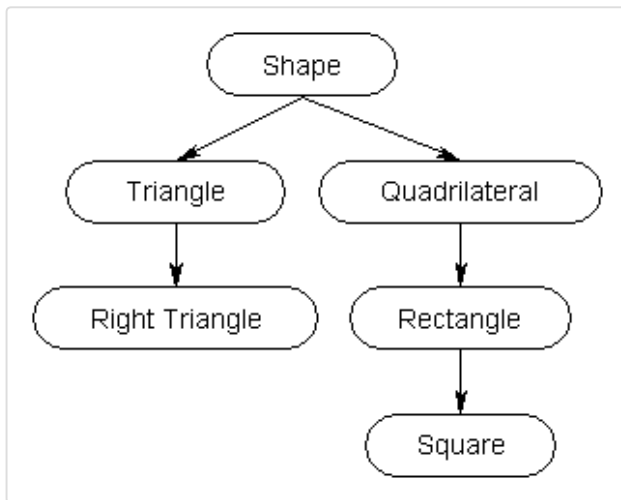 Shape
Triangle
Quadrilateral
Right Triangle
Rectangle
Square